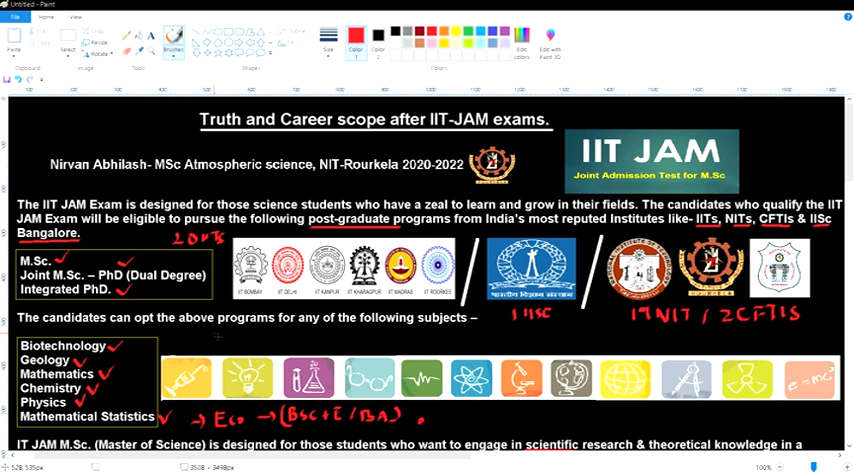 Untitled - Paint
File Home View
Paste
Cut
Copy
Select
Crop
Resize
Rotate
Brushes
Outline
Fill
Size
Color 1
Color 2
Edit colors
Edit with Paint 3D
Clipboard Image Tools Shapes Colors
Truth and Career scope after IIT-JAM exams.
Nirvan Abhilash- MSc Atmospheric science, NIT-Rourkela 2020-2022
IIT JAM
Joint Admission Test for M.Sc
The IIT JAM Exam is designed for those science students who have a zeal to learn and grow in their fields. The candidates who qualify the IIT
JAM Exam will be eligible to pursue the following post-graduate programs from India's most reputed Institutes like- IITs, NITs, CFTIs & IISc
Bangalore.
M.Sc.
Joint M.Sc. – PhD (Dual Degree)
Integrated PhD.
IIT BOMBAY IIT DELHI IIT KANPUR IIT KHARAGPUR IIT MADRAS IIT ROORKEE
भारतीय विज्ञान संस्थान
1 IISC
19 NIT / 2 CFTIS
The candidates can opt the above programs for any of the following subjects –
Biotechnology
Geology
Mathematics
Chemistry
Physics
Mathematical Statistics
→ Eco → (BSC + E / BA)
e = mc²
IIT JAM M.Sc. (Master of Science) is designed for those students who want to engage in scientific research & theoretical knowledge in a
528, 535px
3508 × 3498px
100%